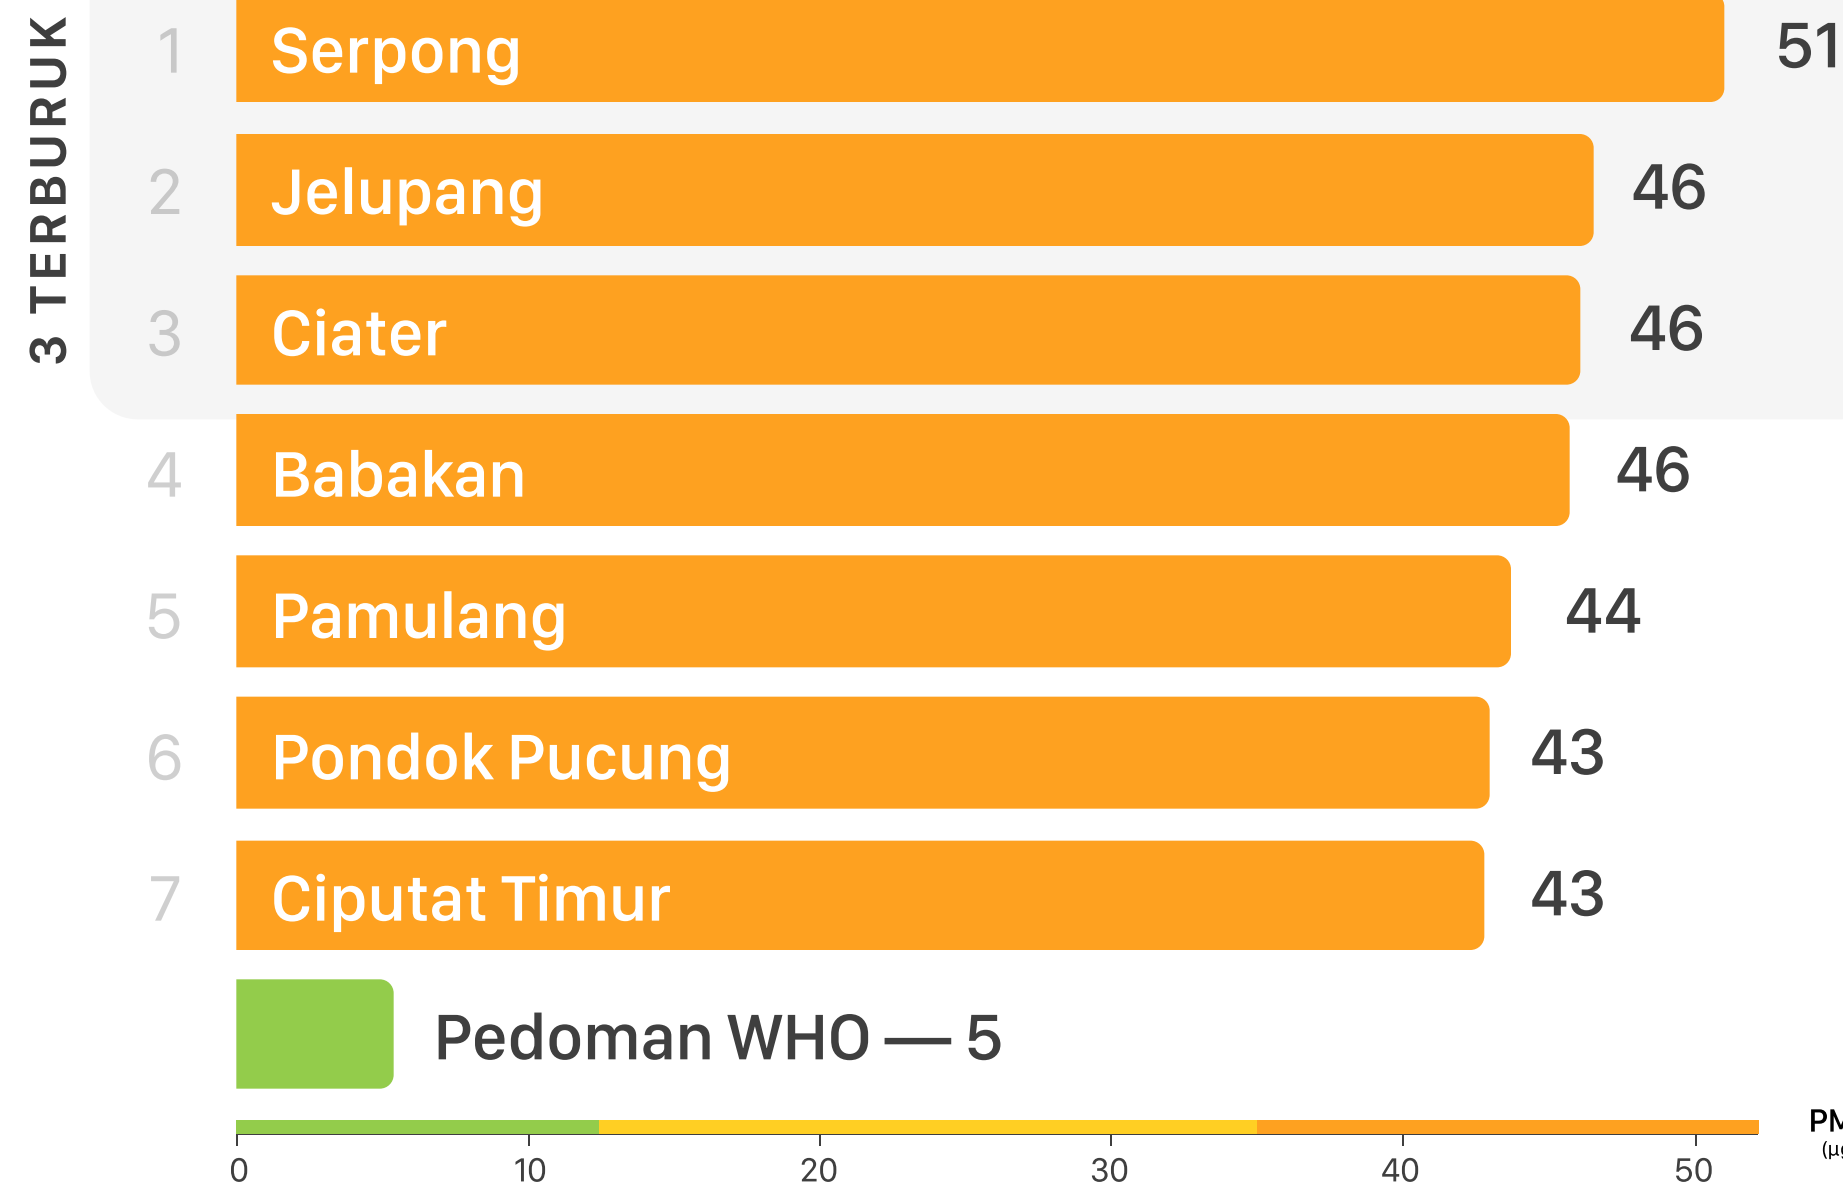 3 TERBURUK
1 Serpong 51
2 Jelupang 46
3 Ciater 46
4 Babakan 46
5 Pamulang 44
6 Pondok Pucung 43
7 Ciputat Timur 43
Pedoman WHO — 5
0 10 20 30 40 50